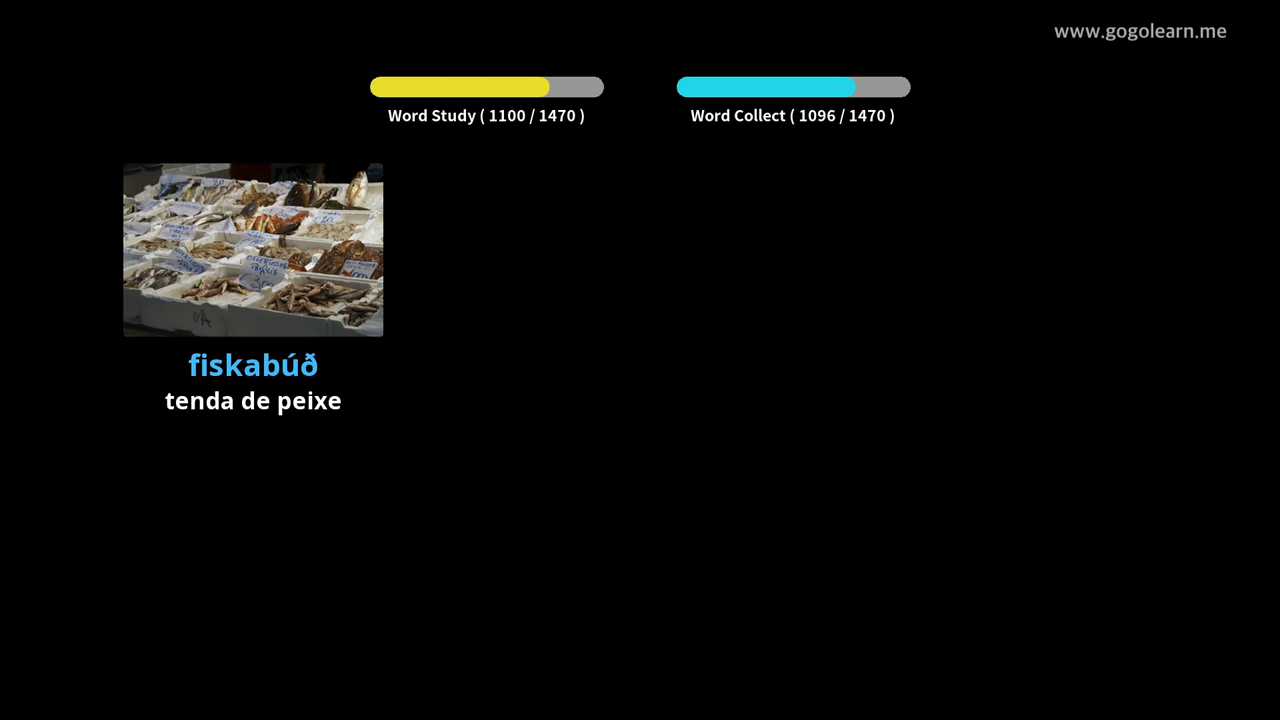 www.gogolearn.me
Word Study ( 1100 / 1470 )
Word Collect ( 1096 / 1470 )
fiskabúð
tenda de peixe